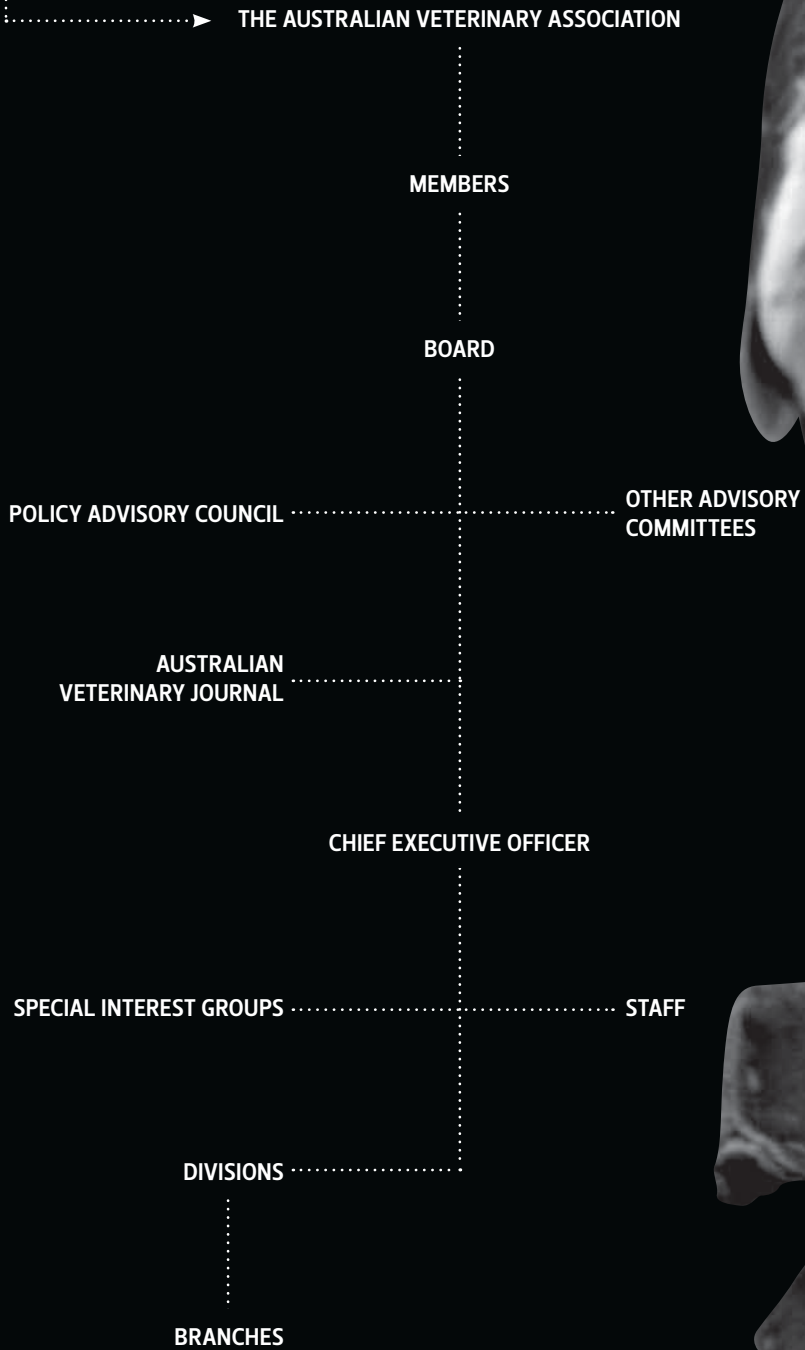 THE AUSTRALIAN VETERINARY ASSOCIATION
MEMBERS
BOARD
POLICY ADVISORY COUNCIL
OTHER ADVISORY
COMMITTEES
AUSTRALIAN
VETERINARY JOURNAL
CHIEF EXECUTIVE OFFICER
SPECIAL INTEREST GROUPS
STAFF
DIVISIONS
BRANCHES